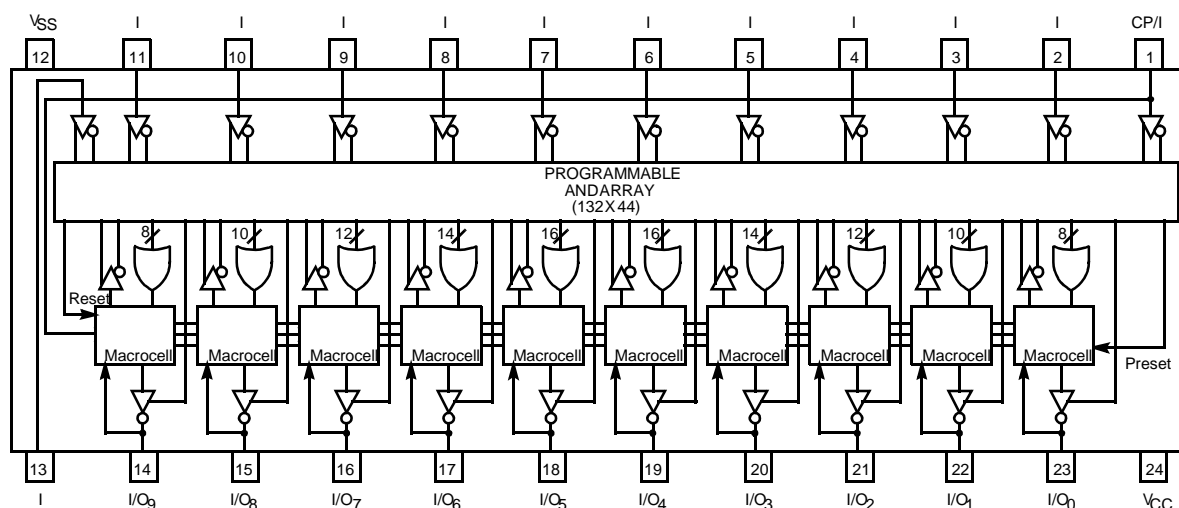 VSS I I I I I I I I I I CP/I
12 11 10 9 8 7 6 5 4 3 2 1
PROGRAMMABLE
ANDARRAY
(132X44)
8 10 12 14 16 16 14 12 10 8
Reset
Macrocell Macrocell Macrocell Macrocell Macrocell Macrocell Macrocell Macrocell Macrocell Macrocell
Preset
13 14 15 16 17 18 19 20 21 22 23 24
I I/O9 I/O8 I/O7 I/O6 I/O5 I/O4 I/O3 I/O2 I/O1 I/O0 VCC